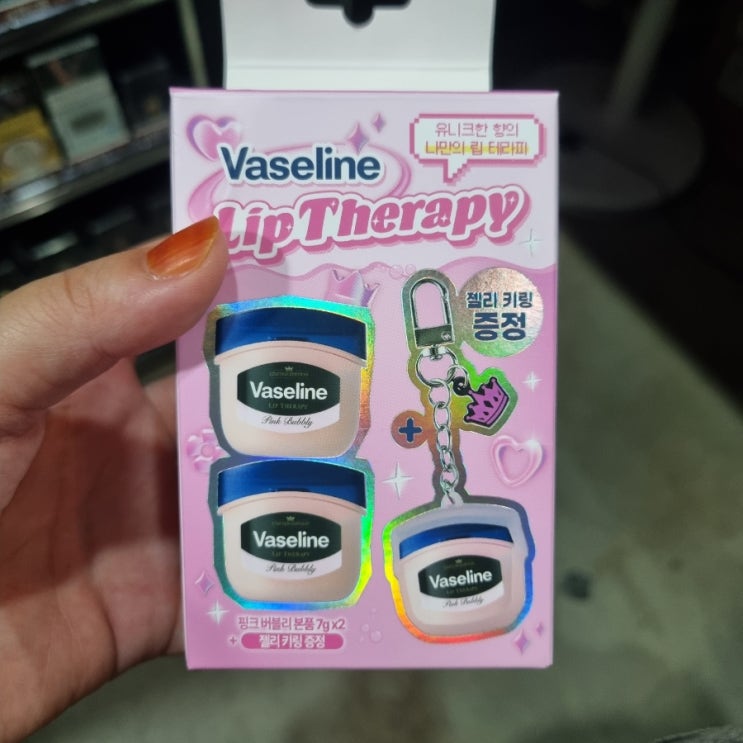 Vaseline
유니크한 향의
나만의 립 테라피
Lip Therapy
젤리 키링
증정
Vaseline
LIP THERAPY
Pink Bubbly
+
Vaseline
LIP THERAPY
Pink Bubbly
Vaseline
LIP THERAPY
Pink Bubbly
핑크 버블리 본품 7g x2
+ 젤리 키링 증정